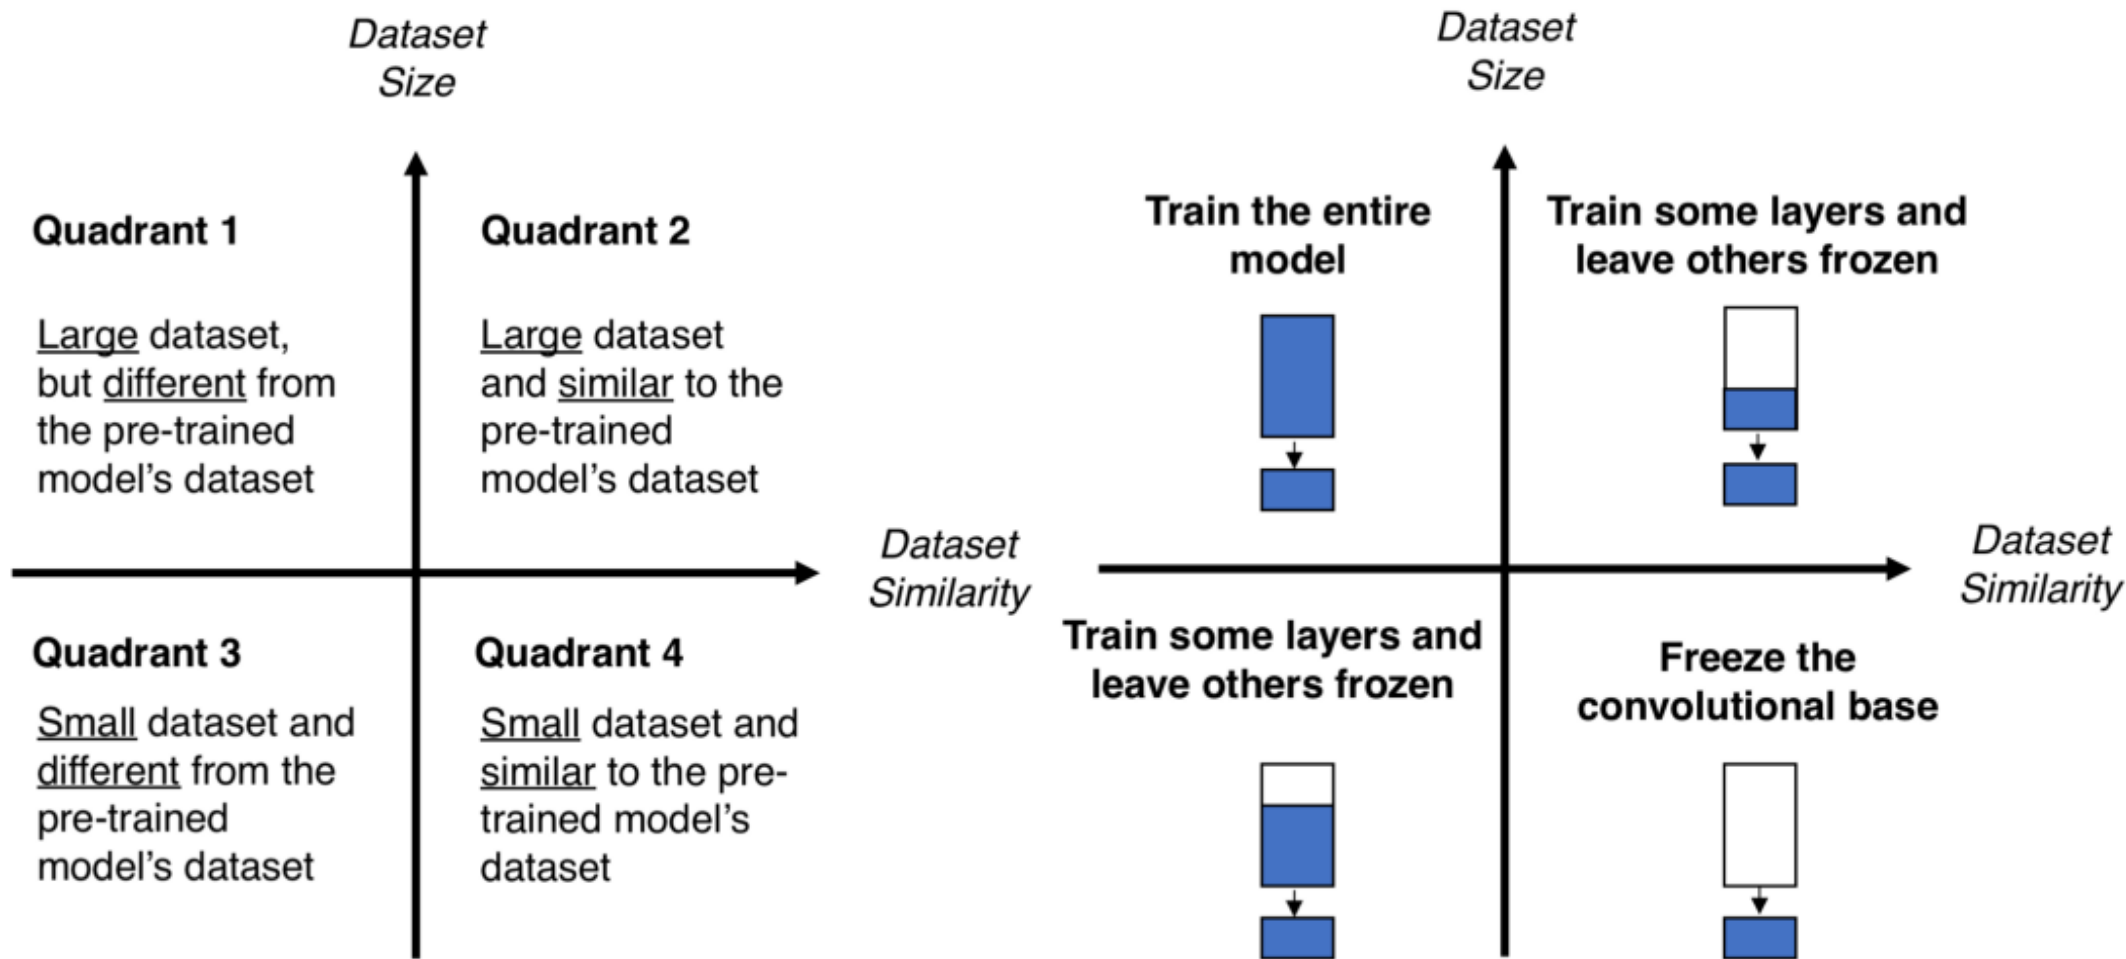 Dataset
Size
Quadrant 1
Large dataset,
but different from
the pre-trained
model’s dataset
Quadrant 2
Large dataset
and similar to the
pre-trained
model’s dataset
Dataset
Similarity
Quadrant 3
Small dataset and
different from the
pre-trained
model’s dataset
Quadrant 4
Small dataset and
similar to the pre-
trained model’s
dataset
Dataset
Size
Train the entire
model
Train some layers and
leave others frozen
Dataset
Similarity
Train some layers and
leave others frozen
Freeze the
convolutional base